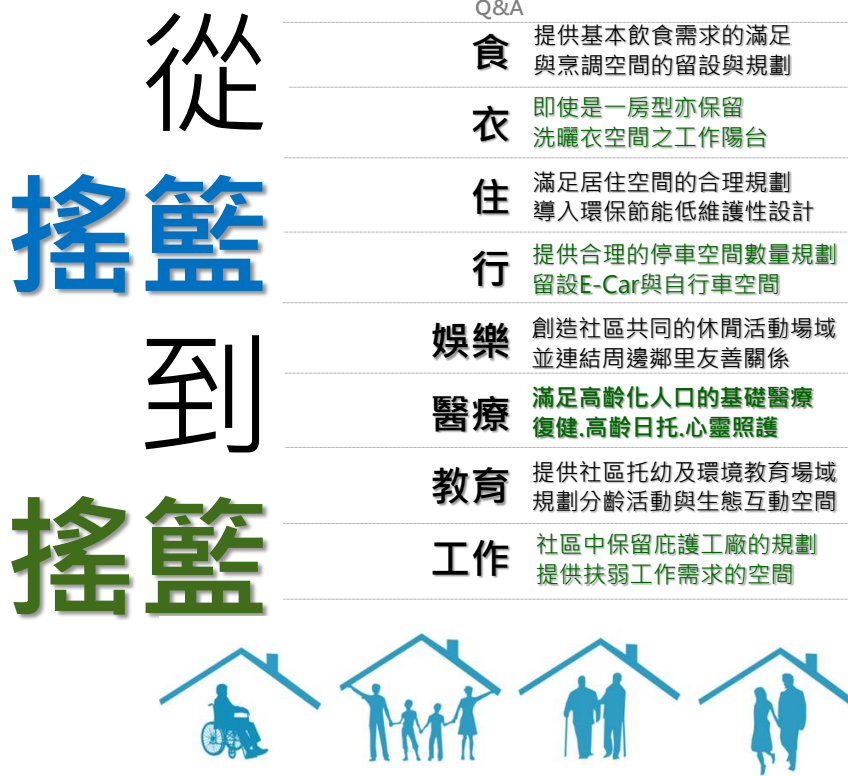 Q&A
從
搖籃
到
搖籃
食
提供基本飲食需求的滿足
與烹調空間的留設與規劃
衣
即使是一房型亦保留
洗曬衣空間之工作陽台
住
滿足居住空間的合理規劃
導入環保節能低維護性設計
行
提供合理的停車空間數量規劃
留設E-Car與自行車空間
娛樂
創造社區共同的休閒活動場域
並連結周邊鄰里友善關係
醫療
滿足高齡化人口的基礎醫療
復健.高齡日托.心靈照護
教育
提供社區托幼及環境教育場域
規劃分齡活動與生態互動空間
工作
社區中保留庇護工廠的規劃
提供扶弱工作需求的空間